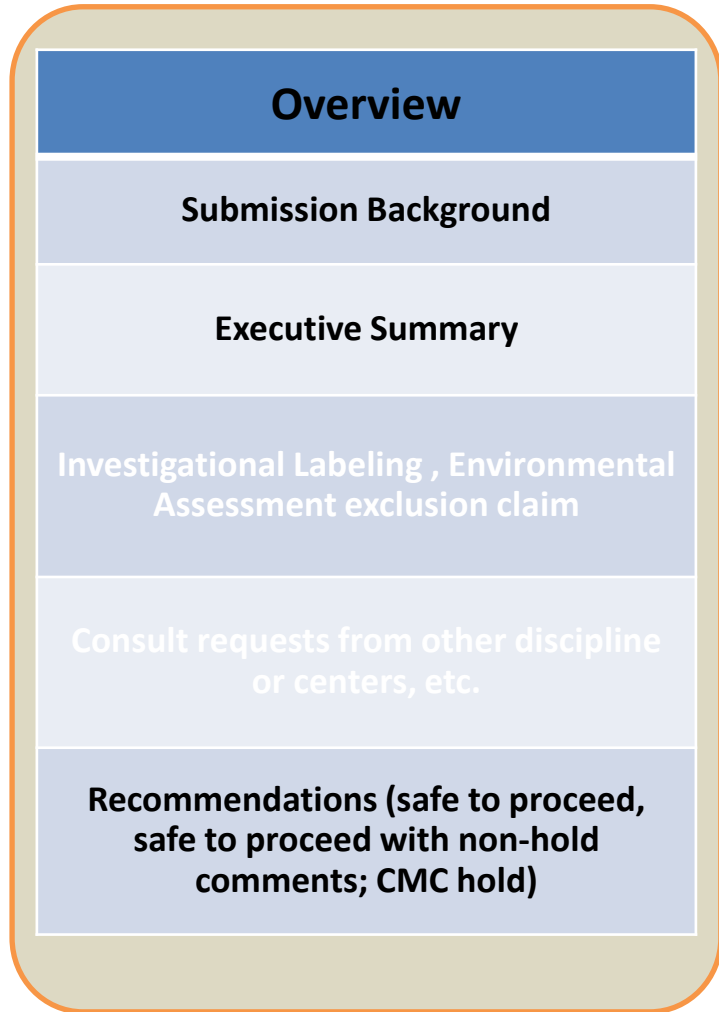 Overview
Submission Background
Executive Summary
Investigational Labeling , Environmental
Assessment exclusion claim
Consult requests from other discipline
or centers, etc.
Recommendations (safe to proceed,
safe to proceed with non-hold
comments; CMC hold)